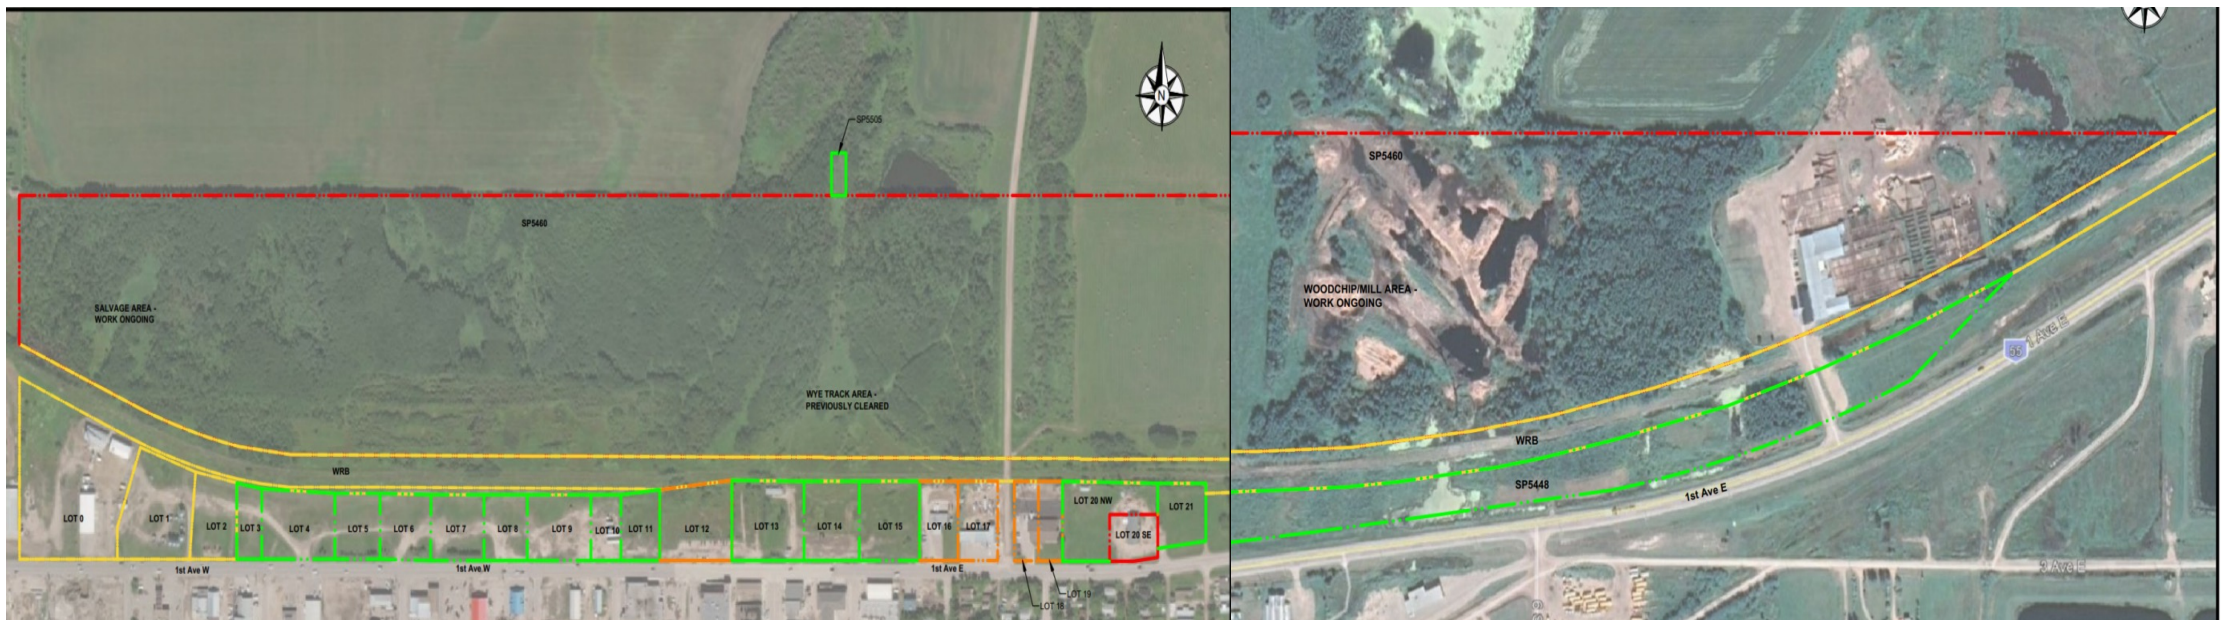 N
SP5505
SP5460
SALVAGE AREA -
WORK ONGOING
WYE TRACK AREA -
PREVIOUSLY CLEARED
WRB
LOT 0
LOT 1
LOT 2
LOT 3
LOT 4
LOT 5
LOT 6
LOT 7
LOT 8
LOT 9
LOT 10
LOT 11
LOT 12
LOT 13
LOT 14
LOT 15
LOT 16
LOT 17
LOT 20 NW
LOT 20 SE
LOT 21
1st Ave W
1st Ave W
1st Ave E
LOT 18
LOT 19
SP5460
WOODCHIP/MILL AREA -
WORK ONGOING
WRB
SP5448
1st Ave E
55
1 Ave E
3 Ave E